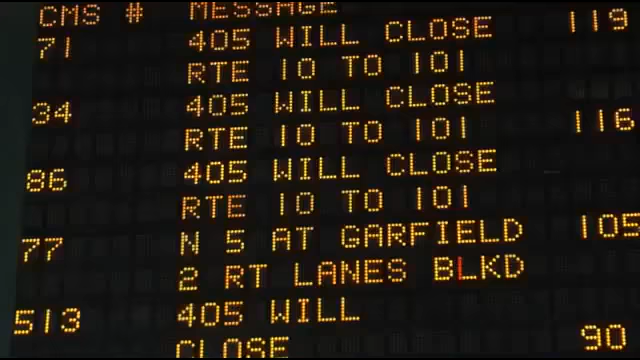 CMS # MESSAGE
71 405 WILL CLOSE 119
RTE 10 TO 101
34 405 WILL CLOSE
RTE 10 TO 101 116
86 405 WILL CLOSE
RTE 10 TO 101
77 N 5 AT GARFIELD 105
2 RT LANES BLKD
513 405 WILL
CLOSE 90